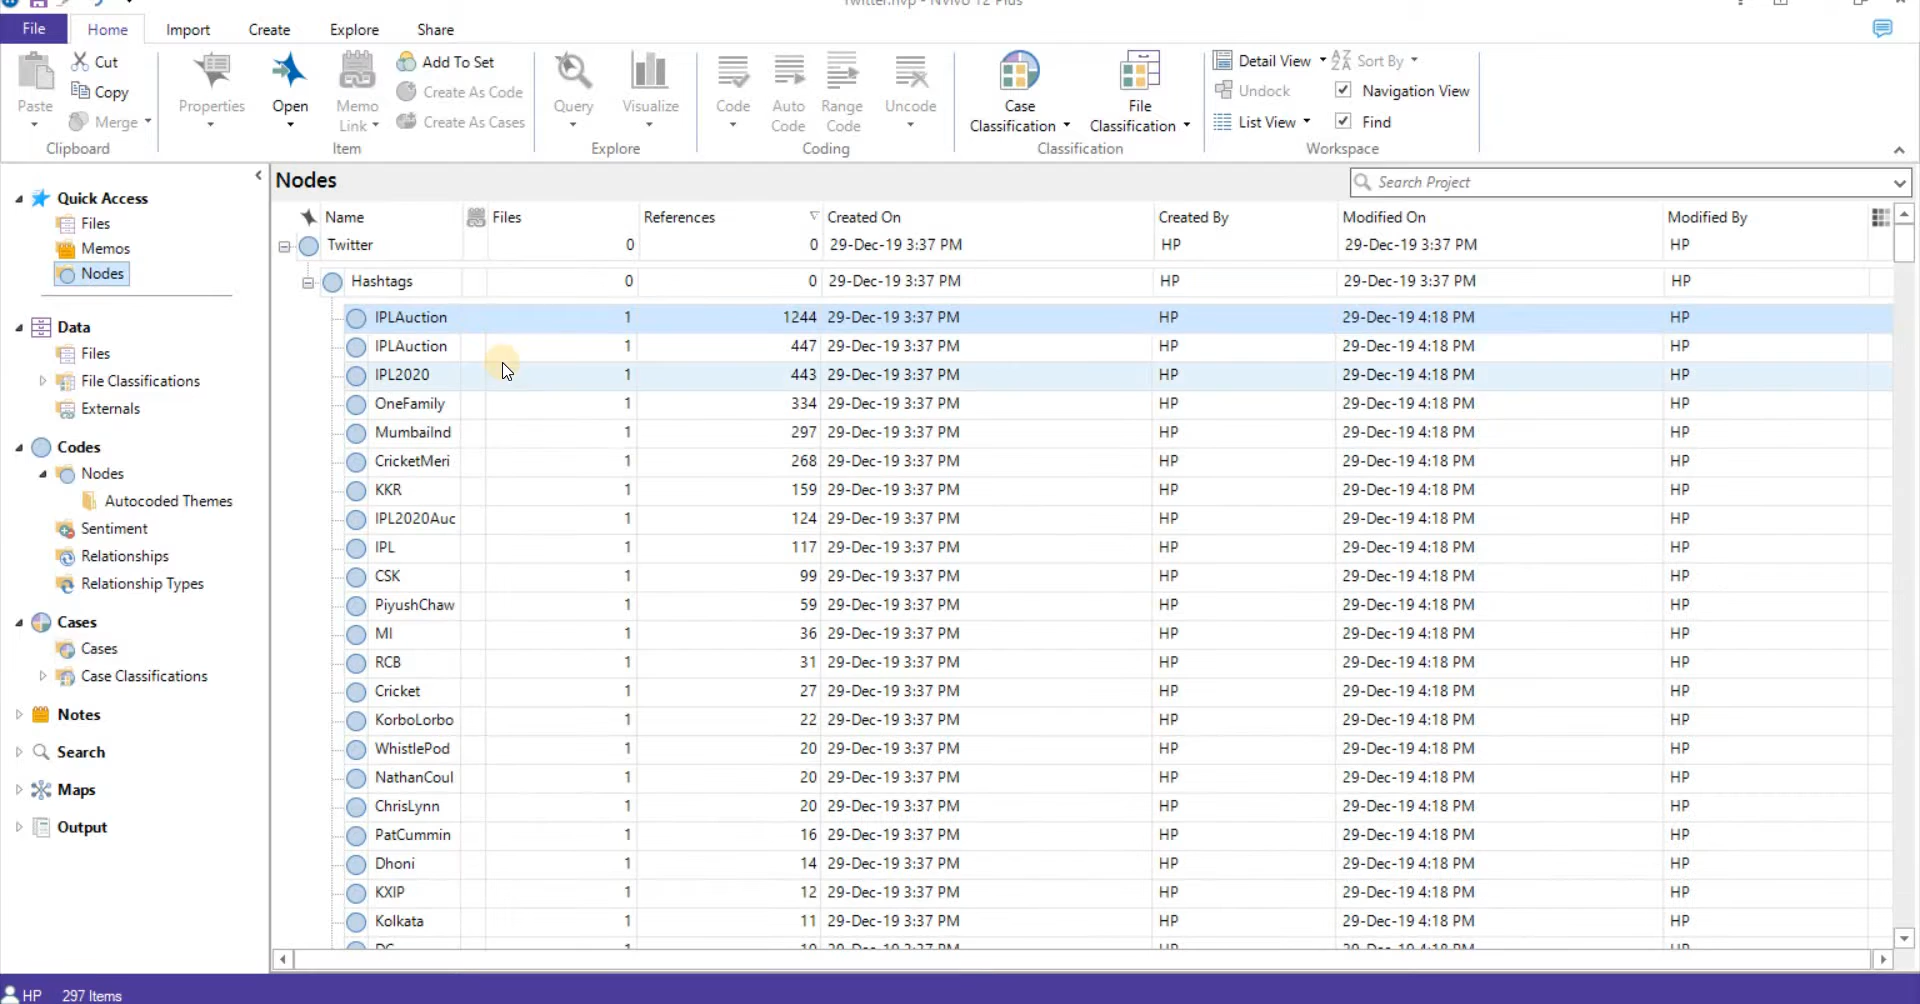 Twitter.nvp - NVivo 12 Plus
File Home Import Create Explore Share
Paste Cut Copy Merge
Clipboard
Properties Open Memo Link Add To Set Create As Code Create As Cases
Item
Query Visualize
Explore
Code Auto Code Range Code Uncode
Coding
Case Classification File Classification
Classification
Detail View Sort By
Undock Navigation View
List View Find
Workspace
Quick Access
Files
Memos
Nodes
Data
Files
File Classifications
Externals
Codes
Nodes
Autocoded Themes
Sentiment
Relationships
Relationship Types
Cases
Cases
Case Classifications
Notes
Search
Maps
Output
Nodes Search Project
Name Files References Created On Created By Modified On Modified By
Twitter 0 0 29-Dec-19 3:37 PM HP 29-Dec-19 3:37 PM HP
Hashtags 0 0 29-Dec-19 3:37 PM HP 29-Dec-19 3:37 PM HP
IPLAuction 1 1244 29-Dec-19 3:37 PM HP 29-Dec-19 4:18 PM HP
IPLAuction 1 447 29-Dec-19 3:37 PM HP 29-Dec-19 4:18 PM HP
IPL2020 1 443 29-Dec-19 3:37 PM HP 29-Dec-19 4:18 PM HP
OneFamily 1 334 29-Dec-19 3:37 PM HP 29-Dec-19 4:18 PM HP
MumbaiInd 1 297 29-Dec-19 3:37 PM HP 29-Dec-19 4:18 PM HP
CricketMeri 1 268 29-Dec-19 3:37 PM HP 29-Dec-19 4:18 PM HP
KKR 1 159 29-Dec-19 3:37 PM HP 29-Dec-19 4:18 PM HP
IPL2020Auc 1 124 29-Dec-19 3:37 PM HP 29-Dec-19 4:18 PM HP
IPL 1 117 29-Dec-19 3:37 PM HP 29-Dec-19 4:18 PM HP
CSK 1 99 29-Dec-19 3:37 PM HP 29-Dec-19 4:18 PM HP
PiyushChaw 1 59 29-Dec-19 3:37 PM HP 29-Dec-19 4:18 PM HP
MI 1 36 29-Dec-19 3:37 PM HP 29-Dec-19 4:18 PM HP
RCB 1 31 29-Dec-19 3:37 PM HP 29-Dec-19 4:18 PM HP
Cricket 1 27 29-Dec-19 3:37 PM HP 29-Dec-19 4:18 PM HP
KorboLorbo 1 22 29-Dec-19 3:37 PM HP 29-Dec-19 4:18 PM HP
WhistlePod 1 20 29-Dec-19 3:37 PM HP 29-Dec-19 4:18 PM HP
NathanCoul 1 20 29-Dec-19 3:37 PM HP 29-Dec-19 4:18 PM HP
ChrisLynn 1 20 29-Dec-19 3:37 PM HP 29-Dec-19 4:18 PM HP
PatCummin 1 16 29-Dec-19 3:37 PM HP 29-Dec-19 4:18 PM HP
Dhoni 1 14 29-Dec-19 3:37 PM HP 29-Dec-19 4:18 PM HP
KXIP 1 12 29-Dec-19 3:37 PM HP 29-Dec-19 4:18 PM HP
Kolkata 1 11 29-Dec-19 3:37 PM HP 29-Dec-19 4:18 PM HP
HP 297 Items